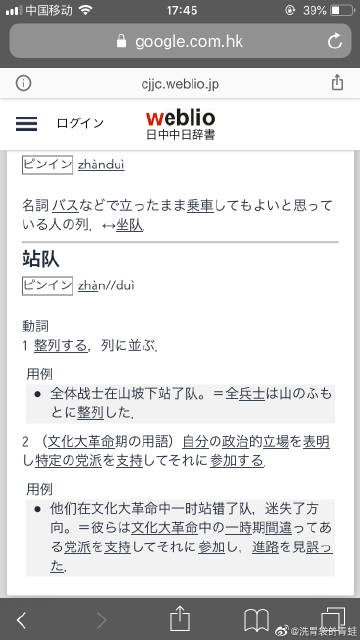 中国移动 17:45 39%
google.com.hk
cjjc.weblio.jp
ログイン
weblio
日中中日辞書
ピンイン zhànduì
名詞 バスなどで立ったまま乗車してもよいと思って
いる人の列．↔坐队
站队
ピンイン zhàn//duì
動詞
1 整列する，列に並ぶ．
用例
● 全体战士在山坡下站了队。＝全兵士は山のふも
とに整列した．
2 （文化大革命期の用語）自分の政治的立場を表明
し特定の党派を支持してそれに参加する．
用例
● 他们在文化大革命中一时站错了队，迷失了方
向。＝彼らは文化大革命中の一時期間違ってあ
る党派を支持してそれに参加し，進路を見誤っ
た．
@洗胃袋的青蛙